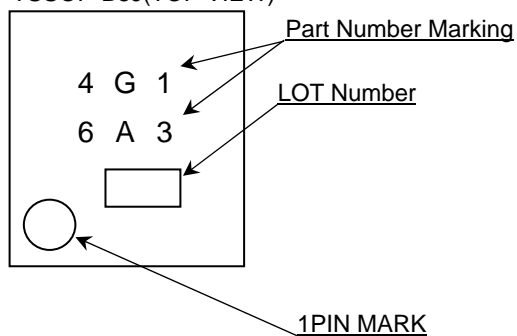 Part Number Marking
4 G 1
LOT Number
6 A 3
1PIN MARK